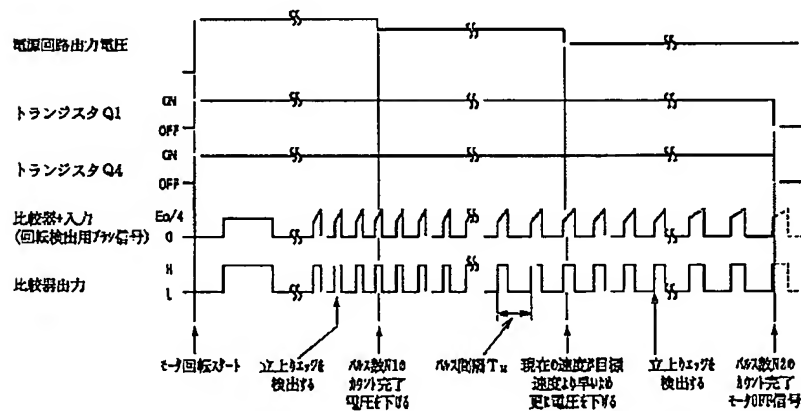 電源回路出力電圧
トランジスタQ1
ON
OFF
トランジスタQ4
ON
OFF
比較器+入力
(回転検出用ブラシ信号)
Eo/4
0
比較器出力
H
L
モータ回転スタート
立上りエッジを
検出する
パルス数N1の
カウント完了
電圧を下げる
パルス間隔TM
現在の速度が目標
速度より早いため
更に電圧を下げる
立上りエッジを
検出する
パルス数N2の
カウント完了
モータOFF信号